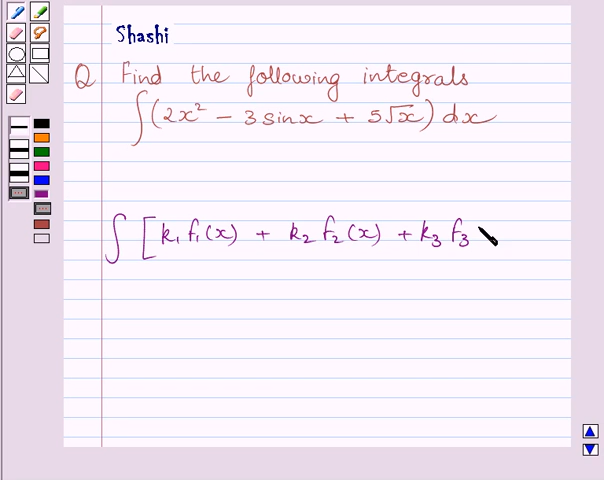 Shashi
Q Find the following integrals
∫(2x² - 3 sinx + 5√x) dx
∫ [k₁ f₁(x) + k₂ f₂(x) + k₃ f₃